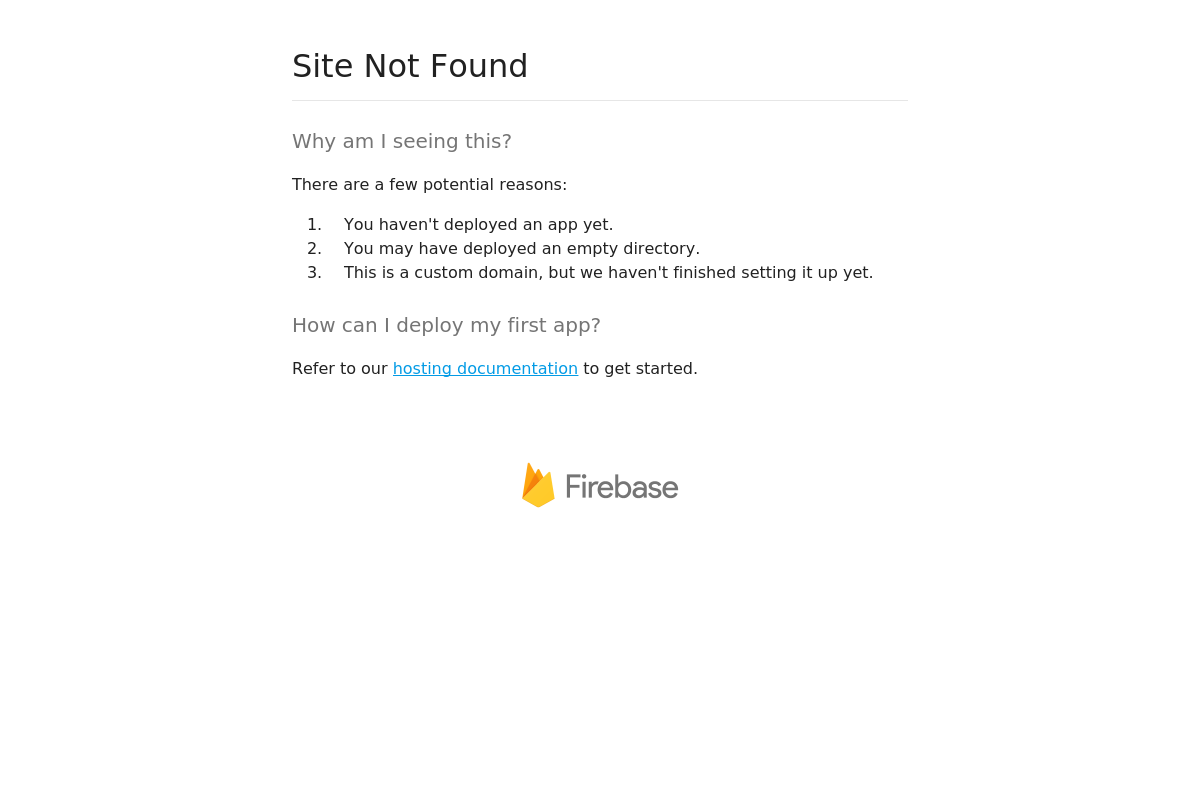 Site Not Found
Why am I seeing this?
There are a few potential reasons:
1. You haven't deployed an app yet.
2. You may have deployed an empty directory.
3. This is a custom domain, but we haven't finished setting it up yet.
How can I deploy my first app?
Refer to our hosting documentation to get started.
Firebase